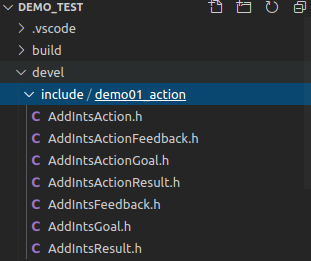 DEMO_TEST
.vscode
build
devel
include / demo01_action
C AddIntsAction.h
C AddIntsActionFeedback.h
C AddIntsActionGoal.h
C AddIntsActionResult.h
C AddIntsFeedback.h
C AddIntsGoal.h
C AddIntsResult.h